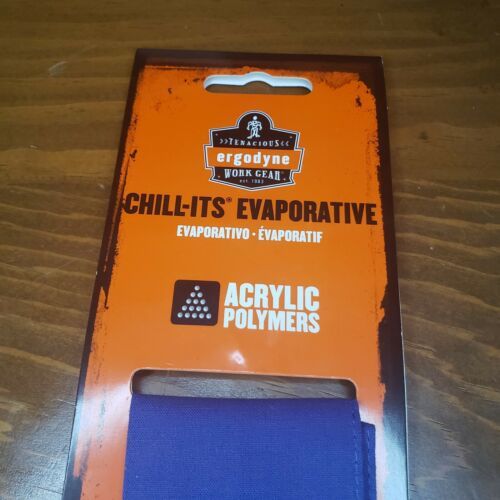 >>TENACIOUS<<
ergodyne
WORK GEAR
est. 1983
CHILL-ITS® EVAPORATIVE
EVAPORATIVO • ÉVAPORATIF
ACRYLIC
POLYMERS